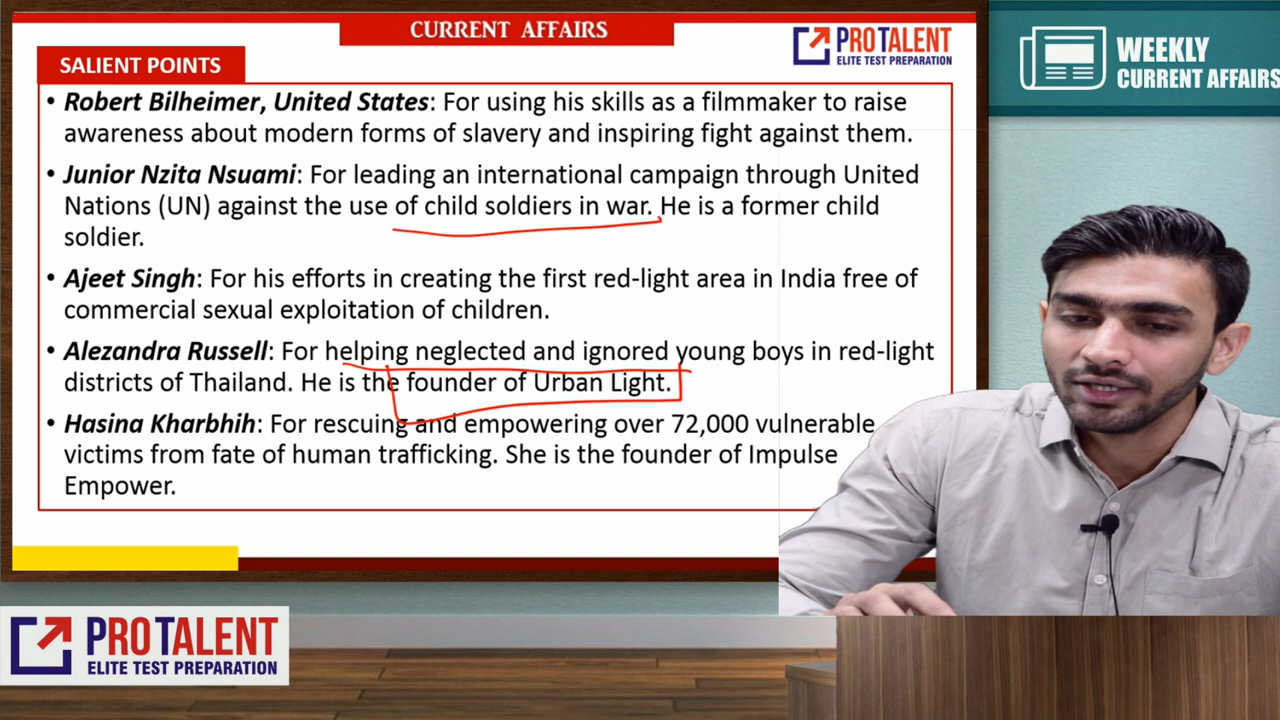 CURRENT AFFAIRS
PROTALENT
ELITE TEST PREPARATION
WEEKLY
CURRENT AFFAIRS
SALIENT POINTS
• Robert Bilheimer, United States: For using his skills as a filmmaker to raise
awareness about modern forms of slavery and inspiring fight against them.
• Junior Nzita Nsuami: For leading an international campaign through United
Nations (UN) against the use of child soldiers in war. He is a former child
soldier.
• Ajeet Singh: For his efforts in creating the first red-light area in India free of
commercial sexual exploitation of children.
• Alezandra Russell: For helping neglected and ignored young boys in red-light
districts of Thailand. He is the founder of Urban Light.
• Hasina Kharbhih: For rescuing and empowering over 72,000 vulnerable
victims from fate of human trafficking. She is the founder of Impulse
Empower.
PROTALENT
ELITE TEST PREPARATION